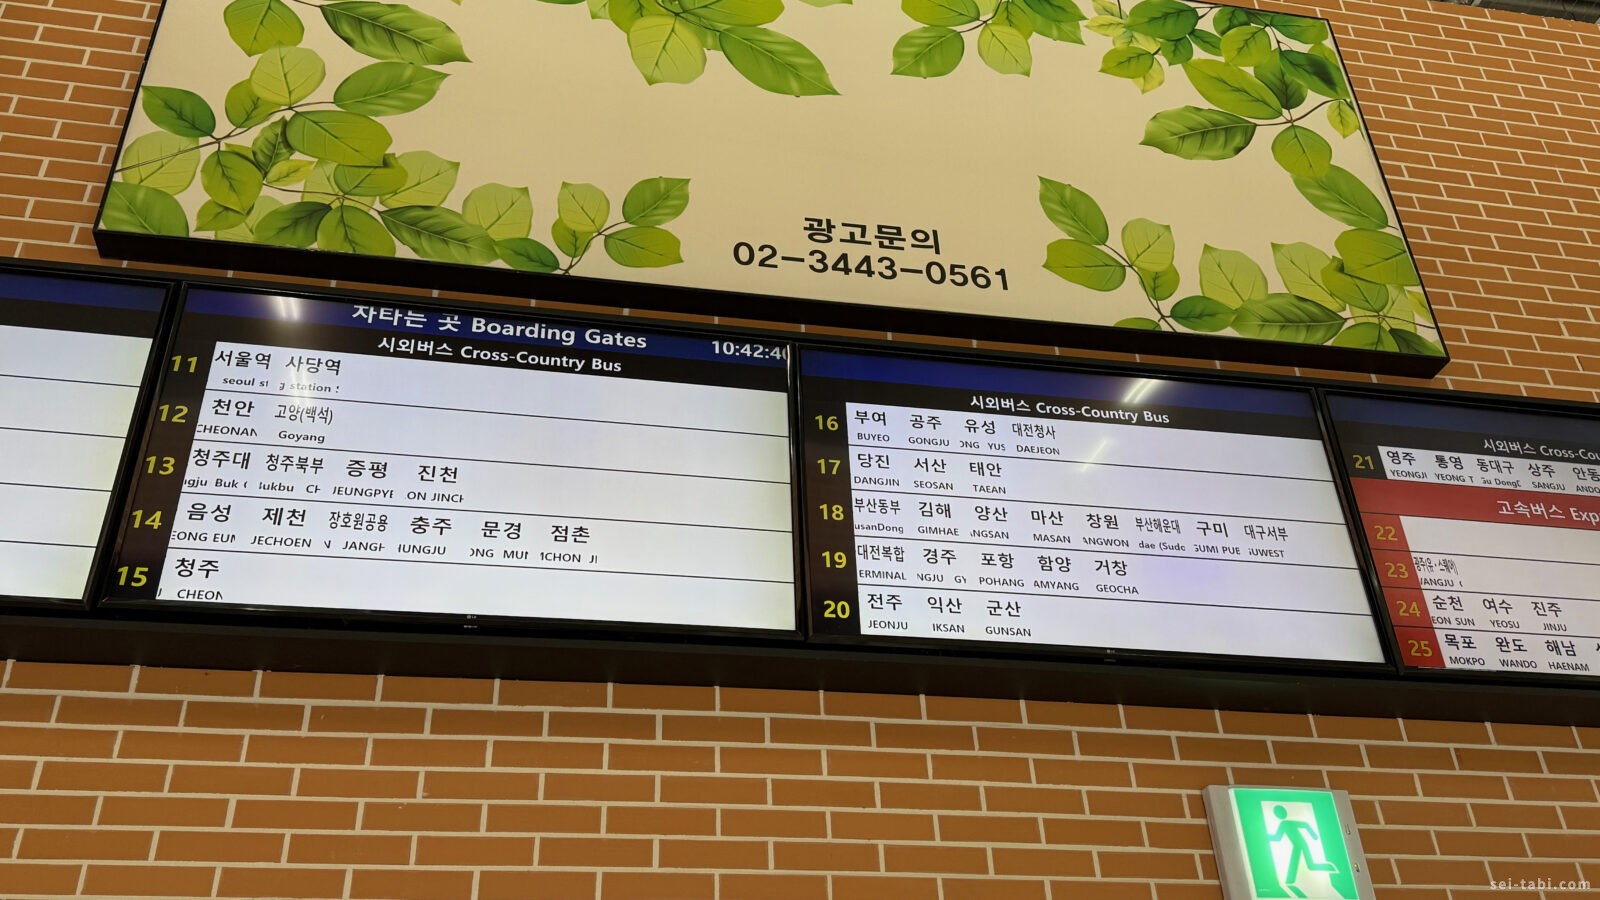 광고문의
02-3443-0561
차타는 곳 Boarding Gates
시외버스 Cross-Country Bus
11 서울역 사당역
12 천안 고양(백석)
CHEONAN Goyang
13 청주대 청주북부 증평 진천
14 음성 제천 장호원공용 충주 문경 점촌
15 청주
시외버스 Cross-Country Bus
16 부여 공주 유성 대전청사
BUYEO GONGJU DAEJEON
17 당진 서산 태안
DANGJIN SEOSAN TAEAN
18 부산동부 김해 양산 마산 창원 부산해운대 구미 대구서부
GIMHAE MASAN
19 대전복합 경주 포항 함양 거창
POHANG GEOCHA
20 전주 익산 군산
JEONJU IKSAN GUNSAN
시외버스 Cross-Cou
21 영주 통영 동대구 상주 안동
SANGJU
고속버스 Exp
22
23
24 순천 여수 진주
YEOSU JINJU
25 목포 완도 해남
MOKPO WANDO HAENAM
sei-tabi.com